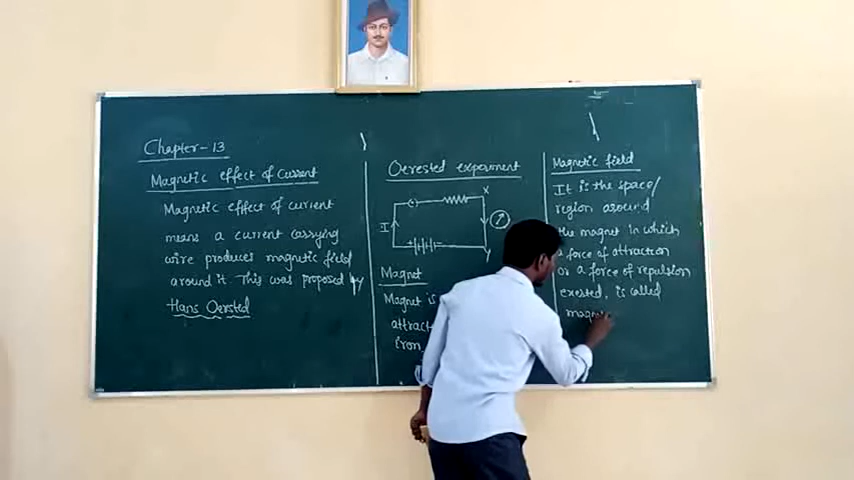 Chapter-13
Magnetic effect of Current
Magnetic effect of current
means a current carrying
wire produces magnetic field
around it. This was proposed by
Hans Oersted
Oersted experiment
X
I
+ -
Y
Magnet
Magnet is
attract
iron
Magnetic field
It is the space/
region around
the magnet in which
a force of attraction
or a force of repulsion
exerted, is called
magne